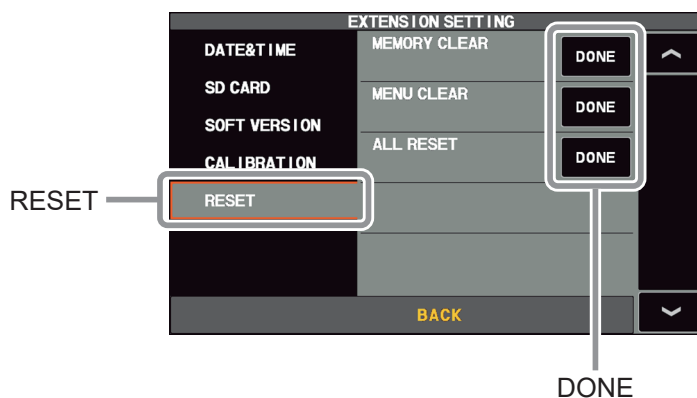 EXTENSION SETTING
DATE&TIME
SD CARD
SOFT VERSION
CALIBRATION
RESET
MEMORY CLEAR
DONE
MENU CLEAR
DONE
ALL RESET
DONE
BACK
RESET
DONE